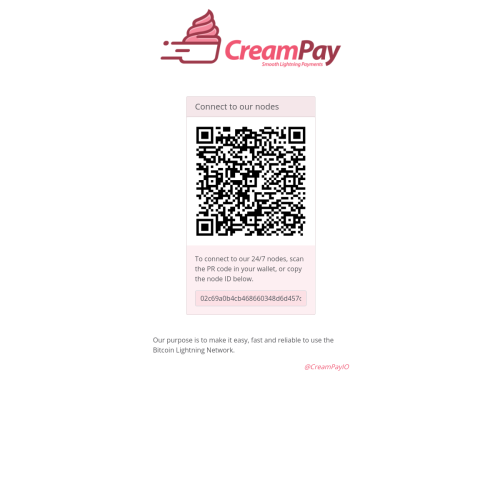 CreamPay
Smooth Lightning Payments
Connect to our nodes
To connect to our 24/7 nodes, scan
the PR code in your wallet, or copy
the node ID below.
02c69a0b4cb468660348d6d457c
Our purpose is to make it easy, fast and reliable to use the
Bitcoin Lightning Network.
@CreamPayIO